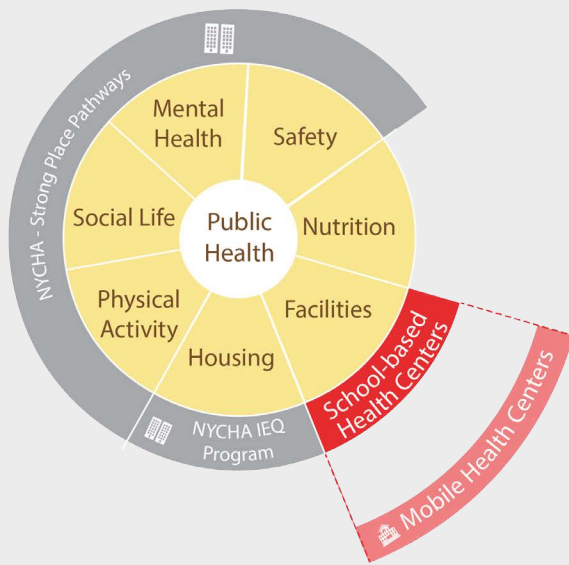 NYCHA - Strong Place Pathways
Mental
Health
Safety
Social Life
Public
Health
Nutrition
Physical
Activity
Facilities
Housing
School-based
Health Centers
NYCHA IEQ
Program
Mobile Health Centers